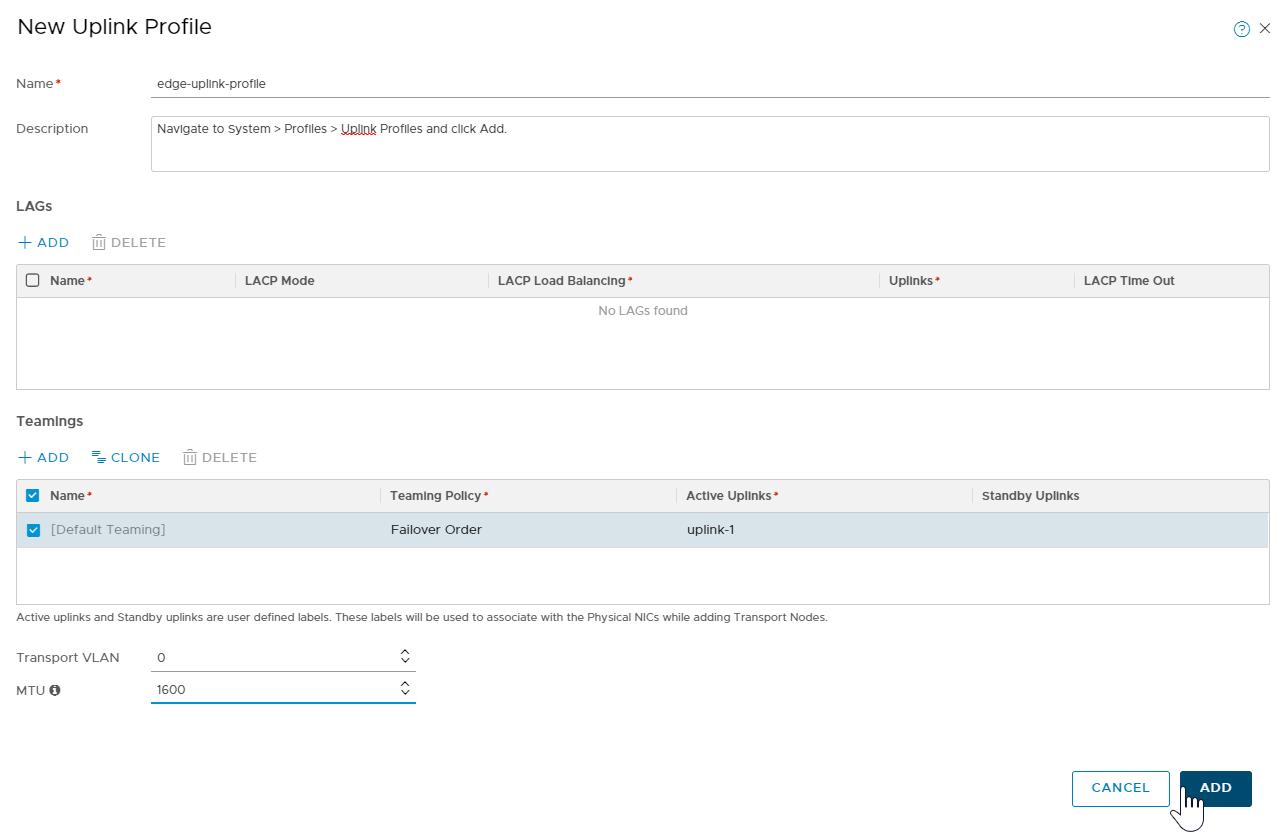 New Uplink Profile
Name* edge-uplink-profile
Description Navigate to System > Profiles > Uplink Profiles and click Add.
LAGs
+ ADD DELETE
Name* LACP Mode LACP Load Balancing* Uplinks* LACP Time Out
No LAGs found
Teamings
+ ADD CLONE DELETE
Name* Teaming Policy* Active Uplinks* Standby Uplinks
[Default Teaming] Failover Order uplink-1
Active uplinks and Standby uplinks are user defined labels. These labels will be used to associate with the Physical NICs while adding Transport Nodes.
Transport VLAN 0
MTU 1600
CANCEL ADD